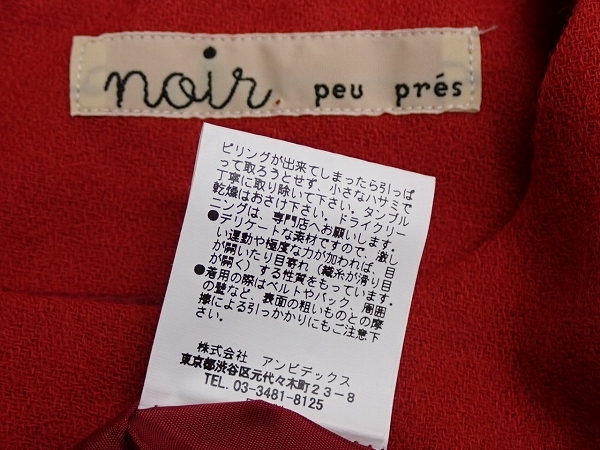 noir. peu prés
ピリングが出来てしまったら引っぱ
って取ろうとせず、小さなハサミで
丁寧に取り除いて下さい。タンブル
乾燥はおさけ下さい。ドライクリー
ニングは、専門店へお願いします。
●デリケートな素材ですので、激し
い運動や極度な力が加われば、目
が開いたり目寄れ（織糸が滑り目
が開く）する性質をもっています。
●着用の際はベルトやバック、周囲
の壁など、表面の粗いものとの摩
擦による引っかかりにもご注意下
さい。
株式会社 アンビデックス
東京都渋谷区元代々木町２３－８
TEL. 03-3481-8125